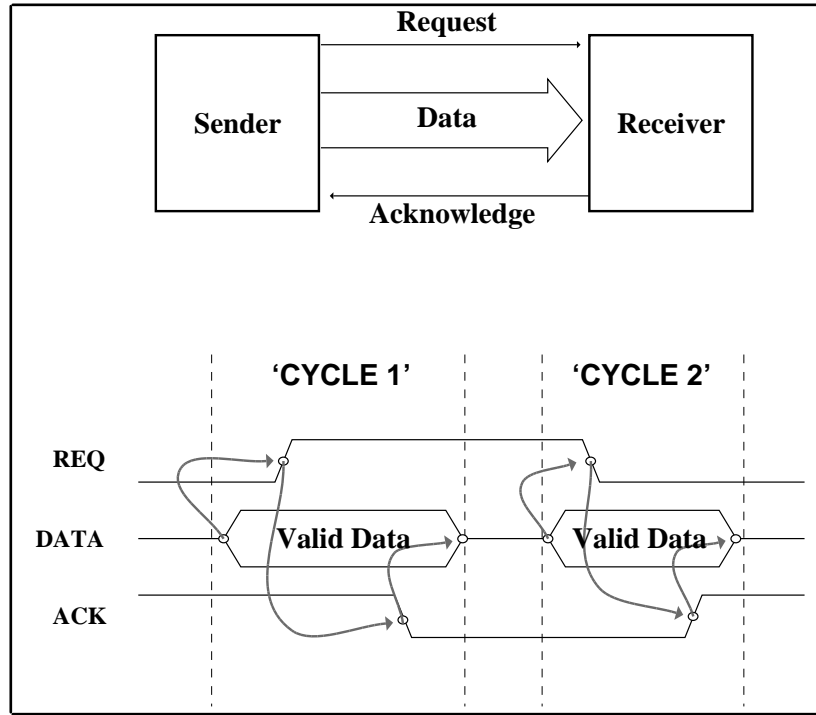 Request
Sender
Data
Receiver
Acknowledge
‘CYCLE 1’ ‘CYCLE 2’
REQ
DATA Valid Data Valid Data
ACK